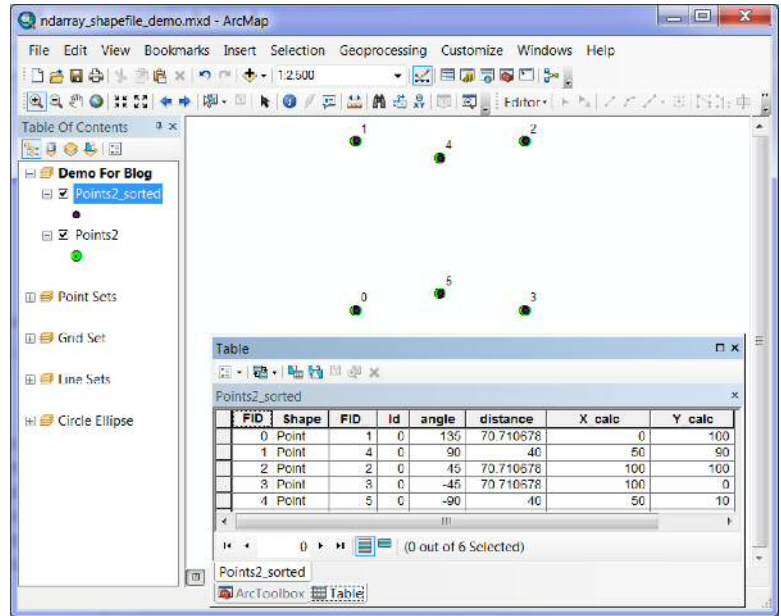 ndarray_shapefile_demo.mxd - ArcMap
File Edit View Bookmarks Insert Selection Geoprocessing Customize Windows Help
1:2,500
Editor
Table Of Contents
Demo For Blog
Points2_sorted
Points2
Point Sets
Grid Set
Line Sets
Circle Ellipse
1
4
2
0
5
3
Table
Points2_sorted
FID Shape FID Id angle distance X_calc Y_calc
0 Point 1 0 135 70.710678 0 100
1 Point 4 0 90 40 50 90
2 Point 2 0 45 70.710678 100 100
3 Point 3 0 -45 70.710678 100 0
4 Point 5 0 -90 40 50 10
0 (0 out of 6 Selected)
Points2_sorted
ArcToolbox Table